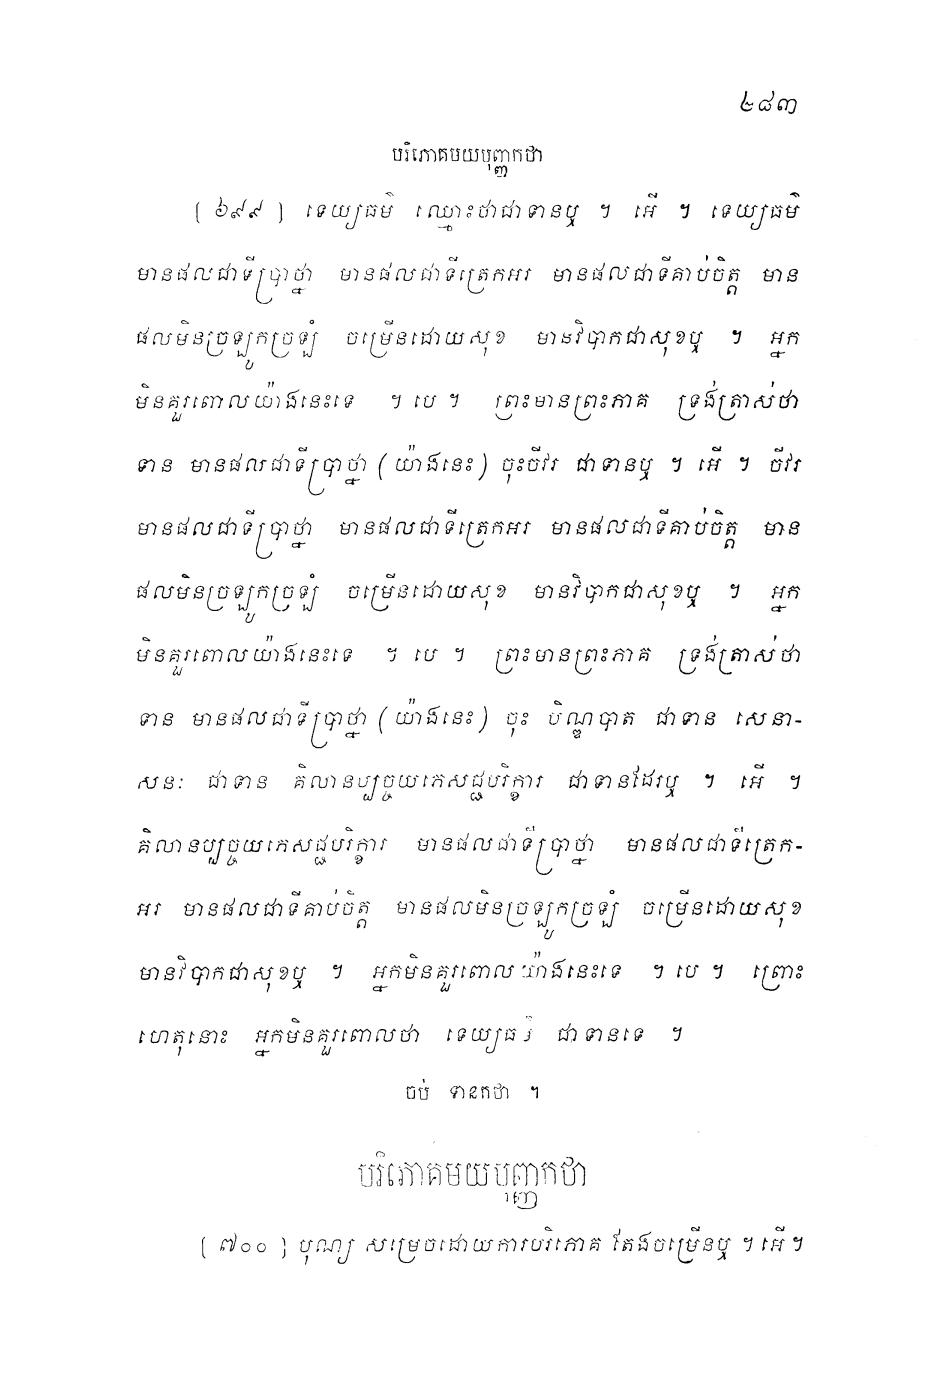 ៤៨៣
បរិភោគមយបុញ្ញកថា
[ ៦៩៩ ] ទេយ្យធម៌ ឈ្មោះថាជាទានឬ ។ អើ ។ ទេយ្យធម៌
មានផលជាទីប្រាថ្នា មានផលជាទីត្រេកអរ មានផលជាទីគាប់ចិត្ត មាន
ផលមិនច្រឡូកច្រឡំ ចម្រើនដោយសុខ មានវិបាកជាសុខឬ ។ អ្នក
មិនគួរពោលយ៉ាងនេះទេ ។ បេ ។ ព្រះមានព្រះភាគ ទ្រង់ត្រាស់ថា
ទាន មានផលជាទីប្រាថ្នា (យ៉ាងនេះ) ចុះចីវរ ជាទានឬ ។ អើ ។ ចីវរ
មានផលជាទីប្រាថ្នា មានផលជាទីត្រេកអរ មានផលជាទីគាប់ចិត្ត មាន
ផលមិនច្រឡូកច្រឡំ ចម្រើនដោយសុខ មានវិបាកជាសុខឬ ។ អ្នក
មិនគួរពោលយ៉ាងនេះទេ ។ បេ ។ ព្រះមានព្រះភាគ ទ្រង់ត្រាស់ថា
ទាន មានផលជាទីប្រាថ្នា (យ៉ាងនេះ) ចុះ បិណ្ឌបាត ជាទាន សេនា-
សនៈ ជាទាន គិលានប្បច្ចយភេសជ្ជបរិក្ខារ ជាទានដែរឬ ។ អើ ។
គិលានប្បច្ចយភេសជ្ជបរិក្ខារ មានផលជាទីប្រាថ្នា មានផលជាទីត្រេក-
អរ មានផលជាទីគាប់ចិត្ត មានផលមិនច្រឡូកច្រឡំ ចម្រើនដោយសុខ
មានវិបាកជាសុខឬ ។ អ្នកមិនគួរពោលយ៉ាងនេះទេ ។ បេ ។ ព្រោះ
ហេតុនោះ អ្នកមិនគួរពោលថា ទេយ្យធម៌ ជាទានទេ ។
ចប់ ទានកថា ។
បរិភោគមយបុញ្ញកថា
[ ៧០០ ] បុណ្យ សម្រេចដោយការបរិភោគ តែងចម្រើនឬ ។ អើ ។